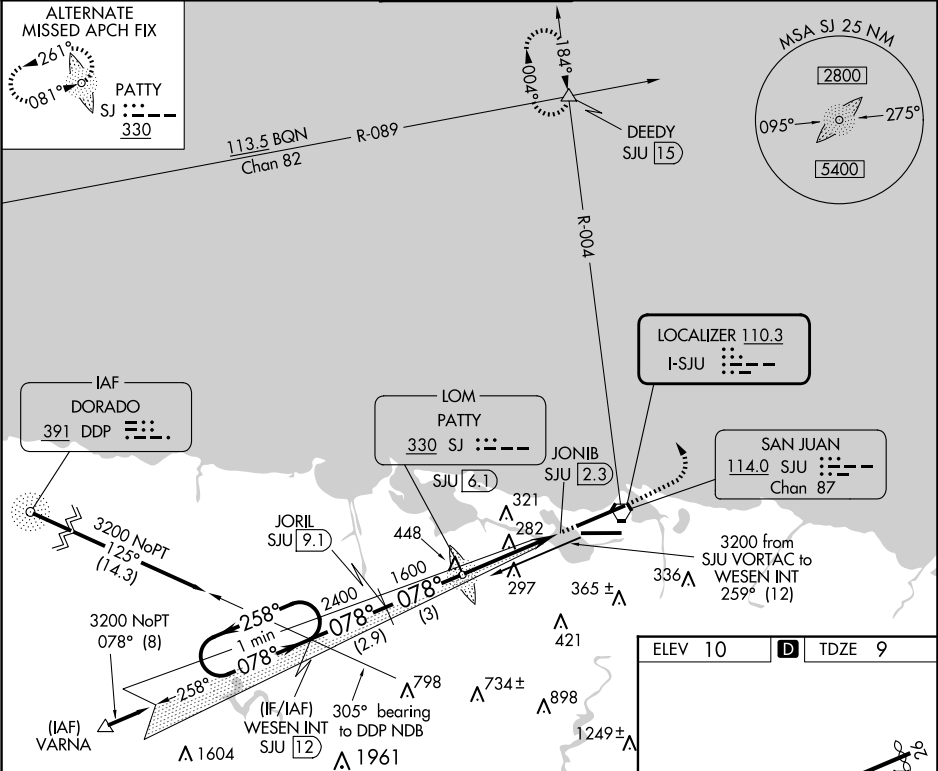 ALTERNATE
MISSED APCH FIX
261°
081°
PATTY
SJ
330
113.5 BQN
Chan 82
R-089
184°
004°
DEEDY
SJU 15
R-004
MSA SJ 25 NM
2800
095°
275°
5400
LOCALIZER 110.3
I-SJU
IAF
DORADO
391 DDP
LOM
PATTY
330 SJ
SJU 6.1
JONIB
SJU 2.3
SAN JUAN
114.0 SJU
Chan 87
3200 NoPT
125°
(14.3)
JORIL
SJU 9.1
448
321
282
297
365 ±
336
421
3200 from
SJU VORTAC to
WESEN INT
259° (12)
2400
1600
258°
1 min
078°
078°
078°
(2.9)
(3)
3200 NoPT
078° (8)
258°
(IAF)
VARNA
(IF/IAF)
WESEN INT
SJU 12
305° bearing
to DDP NDB
798
734 ±
898
1249 ±
1604
1961
ELEV 10
D
TDZE 9
26